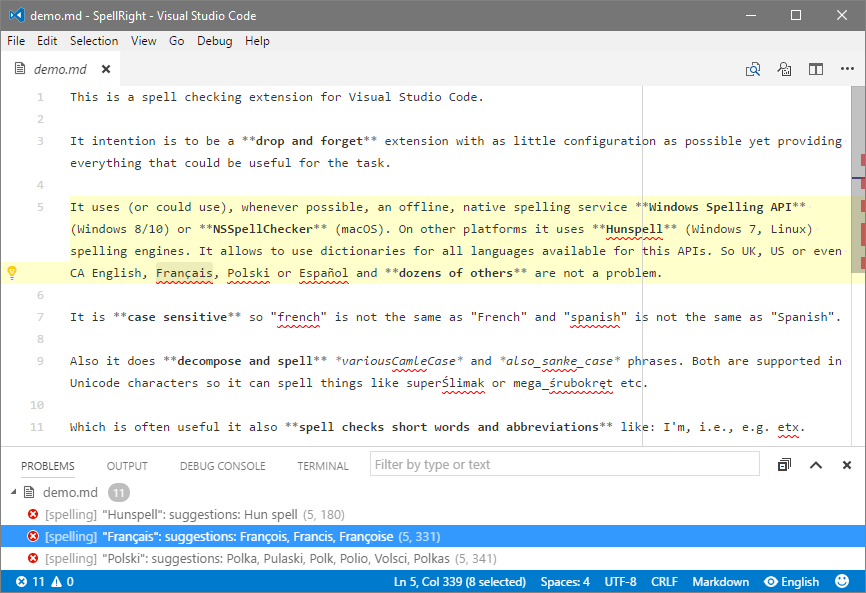 demo.md - SpellRight - Visual Studio Code
File Edit Selection View Go Debug Help
demo.md
1 This is a spell checking extension for Visual Studio Code.
2
3 It intention is to be a **drop and forget** extension with as little configuration as possible yet providing
everything that could be useful for the task.
4
5 It uses (or could use), whenever possible, an offline, native spelling service **Windows Spelling API**
(Windows 8/10) or **NSSpellChecker** (macOS). On other platforms it uses **Hunspell** (Windows 7, Linux)
spelling engines. It allows to use dictionaries for all languages available for this APIs. So UK, US or even
CA English, Français, Polski or Español and **dozens of others** are not a problem.
6
7 It is **case sensitive** so "french" is not the same as "French" and "spanish" is not the same as "Spanish".
8
9 Also it does **decompose and spell** *variousCamleCase* and *also_sanke_case* phrases. Both are supported in
Unicode characters so it can spell things like superŚlimak or mega_śrubokręt etc.
10
11 Which is often useful it also **spell checks short words and abbreviations** like: I'm, i.e., e.g. etx.
PROBLEMS OUTPUT DEBUG CONSOLE TERMINAL Filter by type or text
demo.md 11
[spelling] "Hunspell": suggestions: Hun spell (5, 180)
[spelling] "Français": suggestions: François, Francis, Françoise (5, 331)
[spelling] "Polski": suggestions: Polka, Pulaski, Polk, Polio, Volsci, Polkas (5, 341)
11 0 Ln 5, Col 339 (8 selected) Spaces: 4 UTF-8 CRLF Markdown English